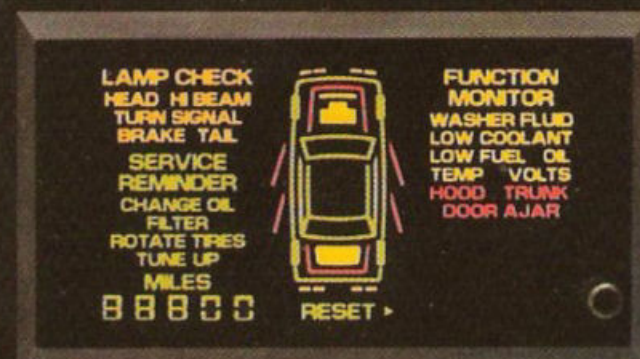 LAMP CHECK
HEAD HI BEAM
TURN SIGNAL
BRAKE TAIL
SERVICE
REMINDER
CHANGE OIL
FILTER
ROTATE TIRES
TUNE UP
MILES
88800
RESET ▸
FUNCTION
MONITOR
WASHER FLUID
LOW COOLANT
LOW FUEL OIL
TEMP VOLTS
HOOD TRUNK
DOOR AJAR